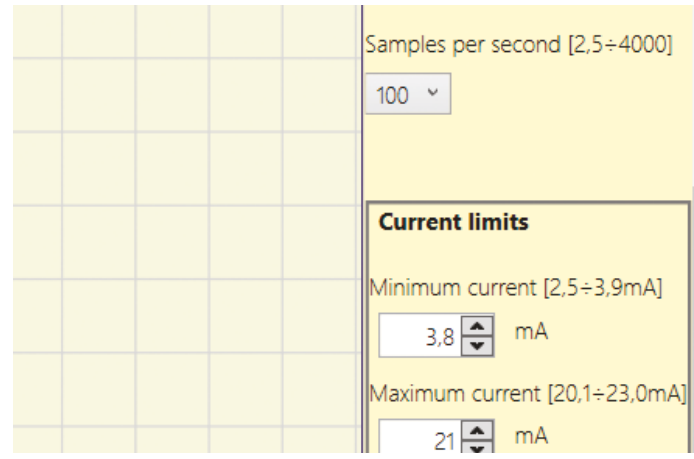 Samples per second [2,5÷4000]
100
Current limits
Minimum current [2,5÷3,9mA]
3,8 mA
Maximum current [20,1÷23,0mA]
21 mA